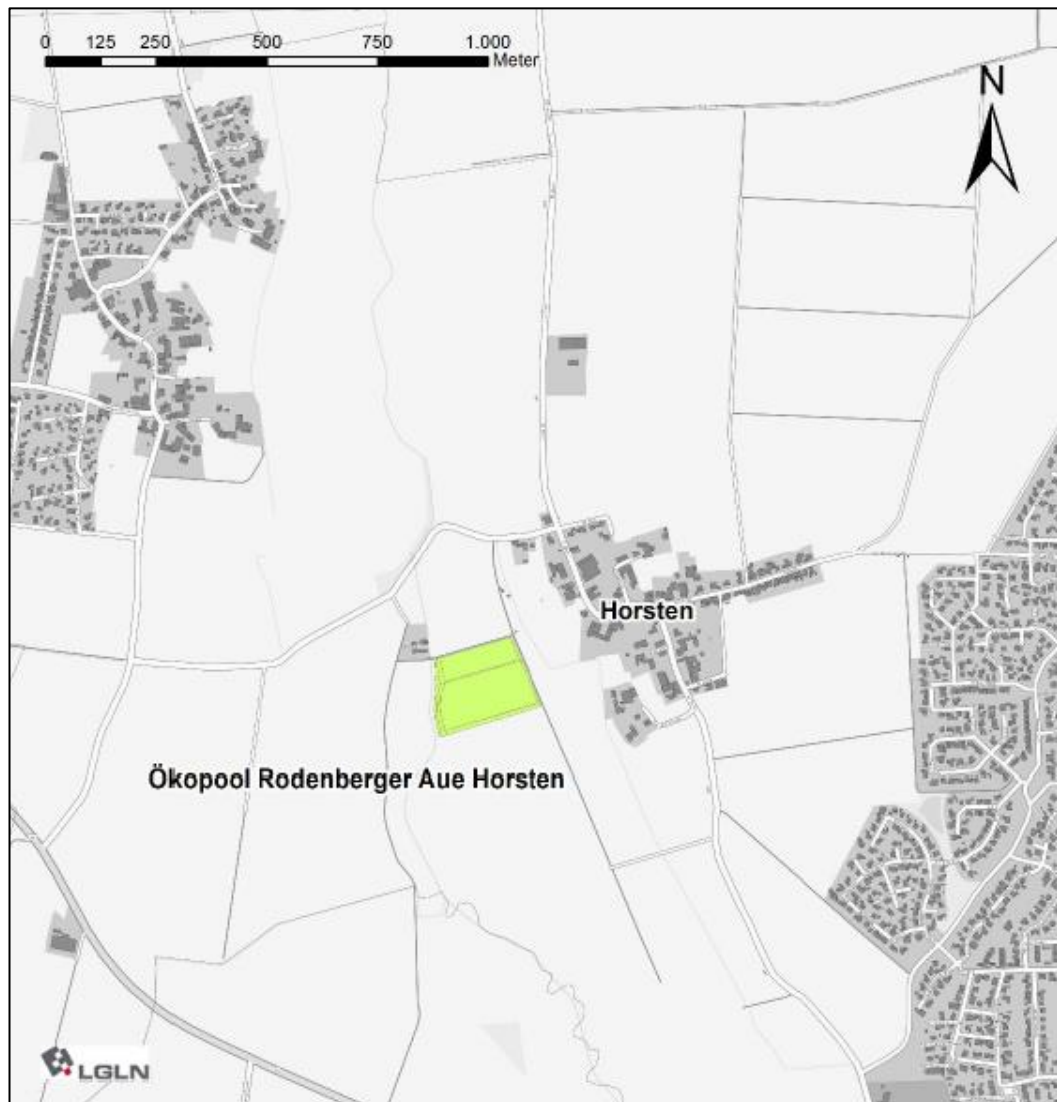 0 125 250 500 750 1.000
Meter
N
Horsten
Ökopool Rodenberger Aue Horsten
LGLN